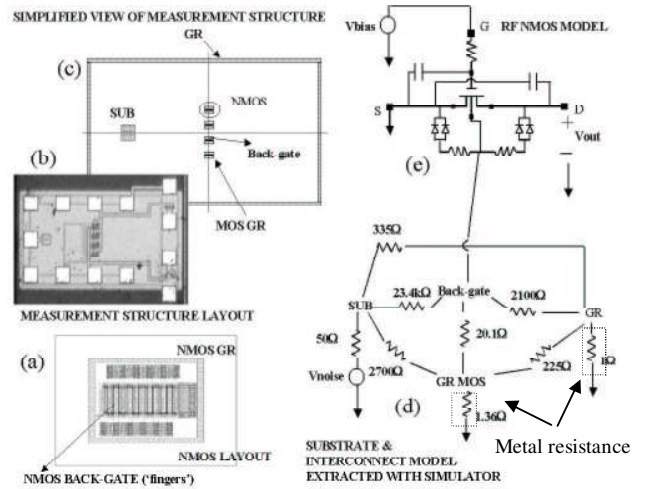 SIMPLIFIED VIEW OF MEASUREMENT STRUCTURE
GR
(c)
SUB
NMOS
Back-gate
(b)
MOS GR
MEASUREMENT STRUCTURE LAYOUT
(a)
NMOS GR
NMOS LAYOUT
NMOS BACK-GATE ('fingers')
Vbias
G
RF NMOS MODEL
S
D
+
Vout
–
(e)
335Ω
23.4kΩ
Back-gate
2100Ω
SUB
GR
50Ω
20.1Ω
Vnoise
2700Ω
225Ω
GR MOS
(d)
1.36Ω
Metal resistance
SUBSTRATE &
INTERCONNECT MODEL
EXTRACTED WITH SIMULATOR